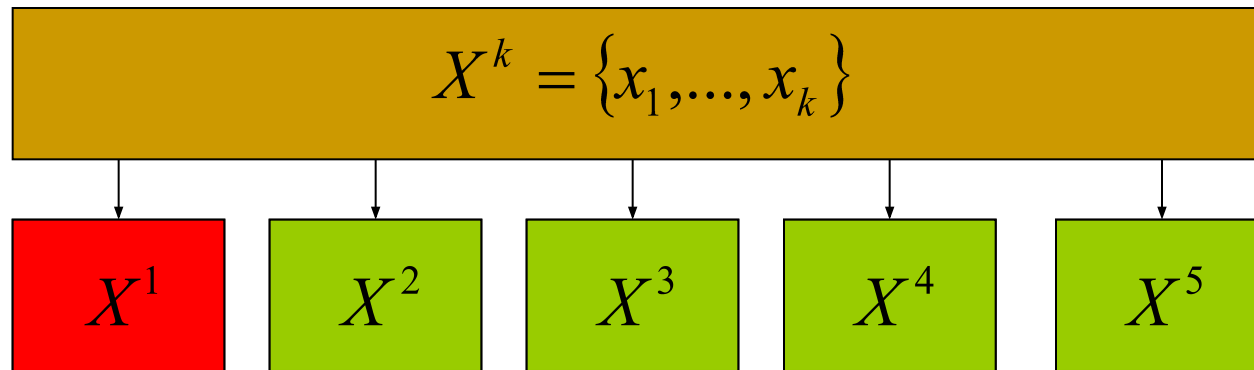 X^k = {x_1,..., x_k}
X^1 X^2 X^3 X^4 X^5